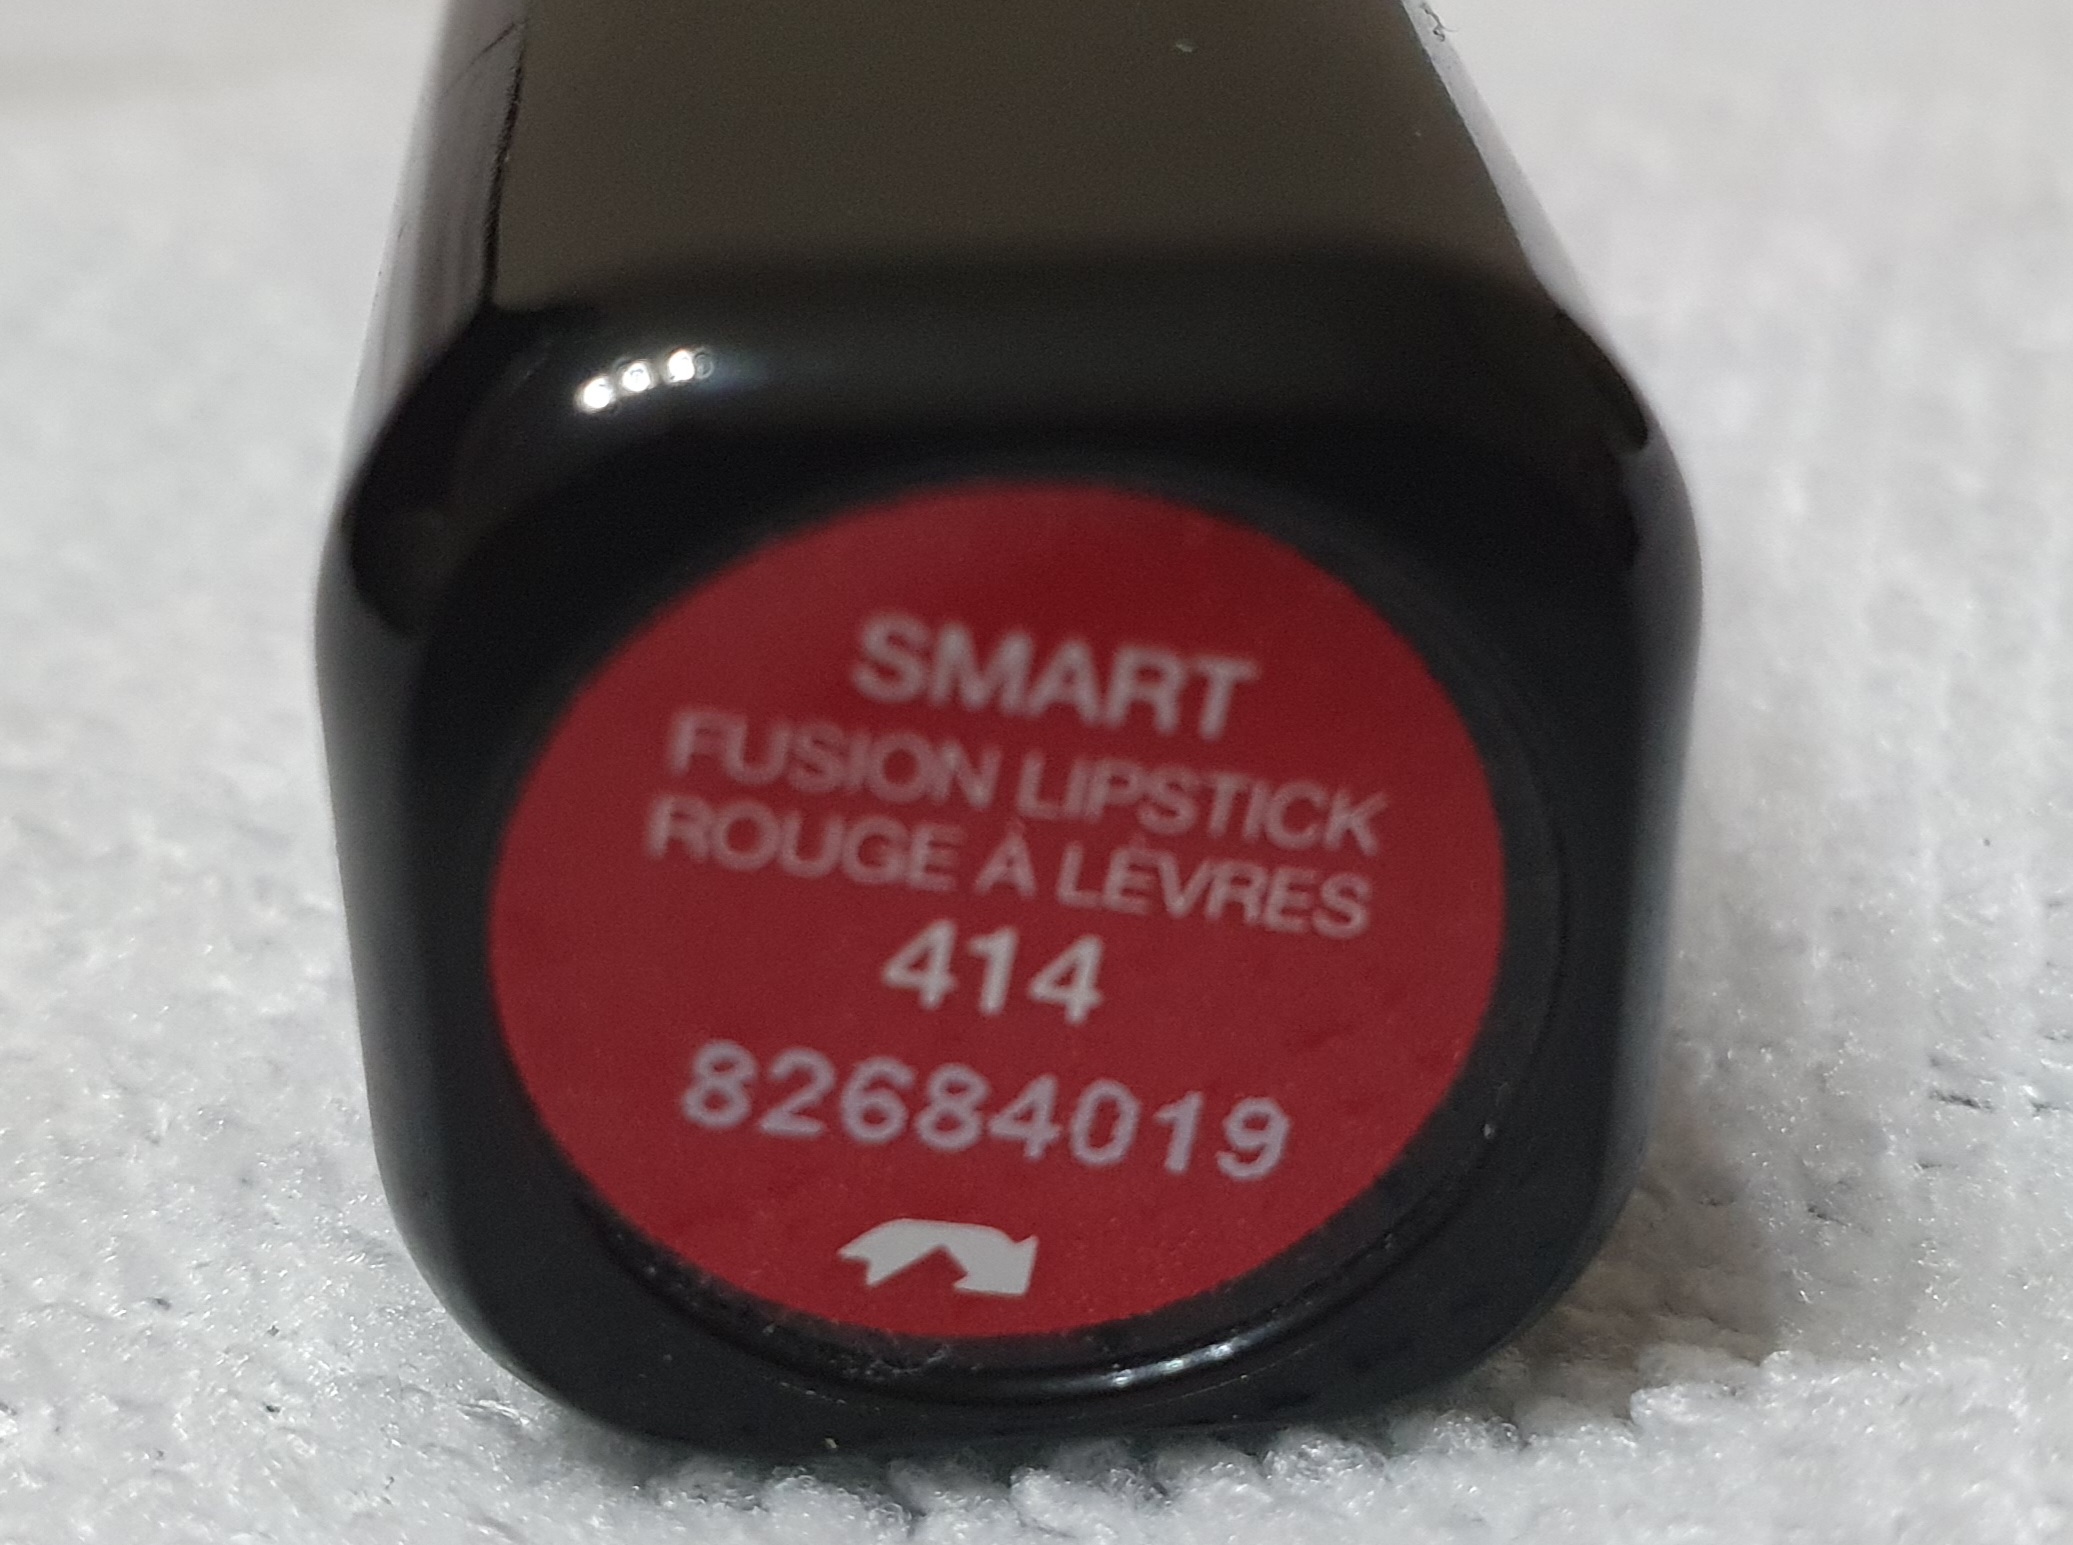 SMART
FUSION LIPSTICK
ROUGE À LÈVRES
414
82684019